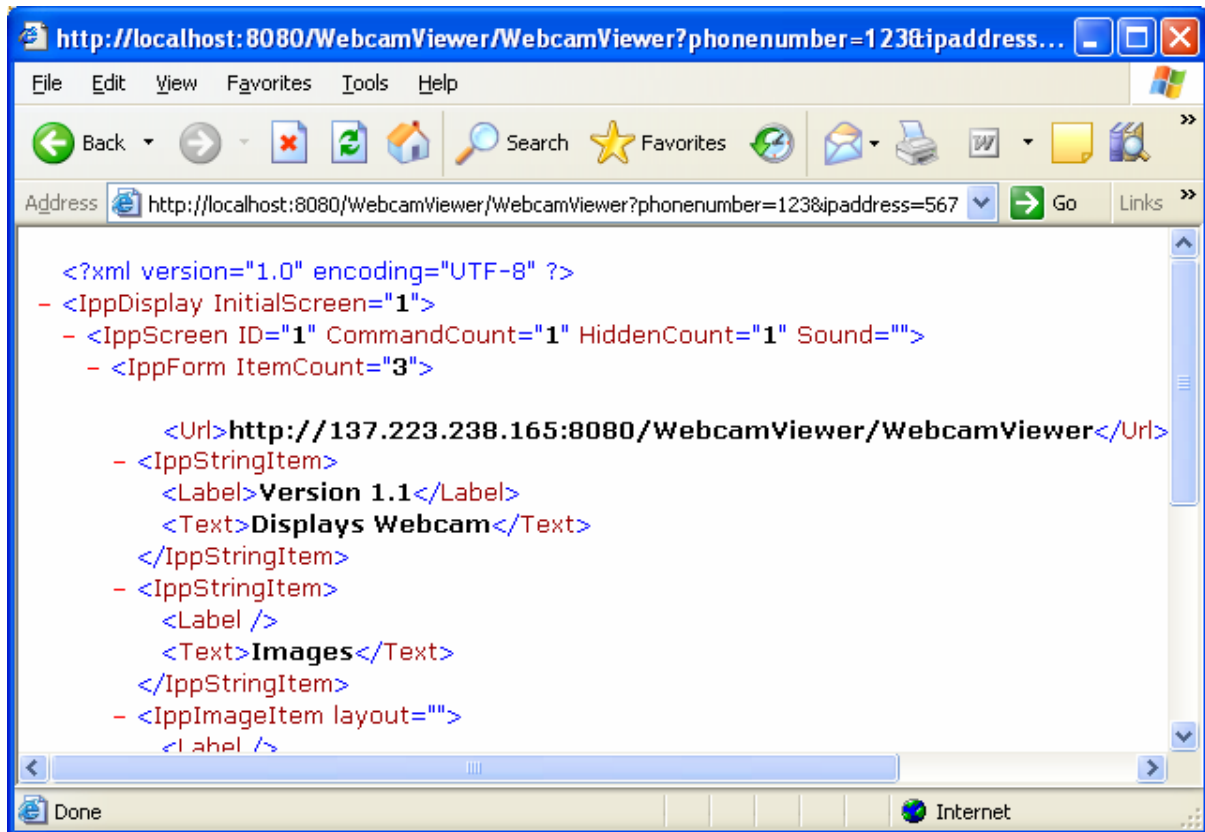 http://localhost:8080/WebcamViewer/WebcamViewer?phonenumber=123&ipaddress...
File Edit View Favorites Tools Help
Back Search Favorites »
Address http://localhost:8080/WebcamViewer/WebcamViewer?phonenumber=123&ipaddress=567 Go Links »
<?xml version="1.0" encoding="UTF-8" ?>
– <IppDisplay InitialScreen="1">
– <IppScreen ID="1" CommandCount="1" HiddenCount="1" Sound="">
– <IppForm ItemCount="3">
<Url>http://137.223.238.165:8080/WebcamViewer/WebcamViewer</Url>
– <IppStringItem>
<Label>Version 1.1</Label>
<Text>Displays Webcam</Text>
</IppStringItem>
– <IppStringItem>
<Label />
<Text>Images</Text>
</IppStringItem>
– <IppImageItem layout="">
<Label />
Done Internet